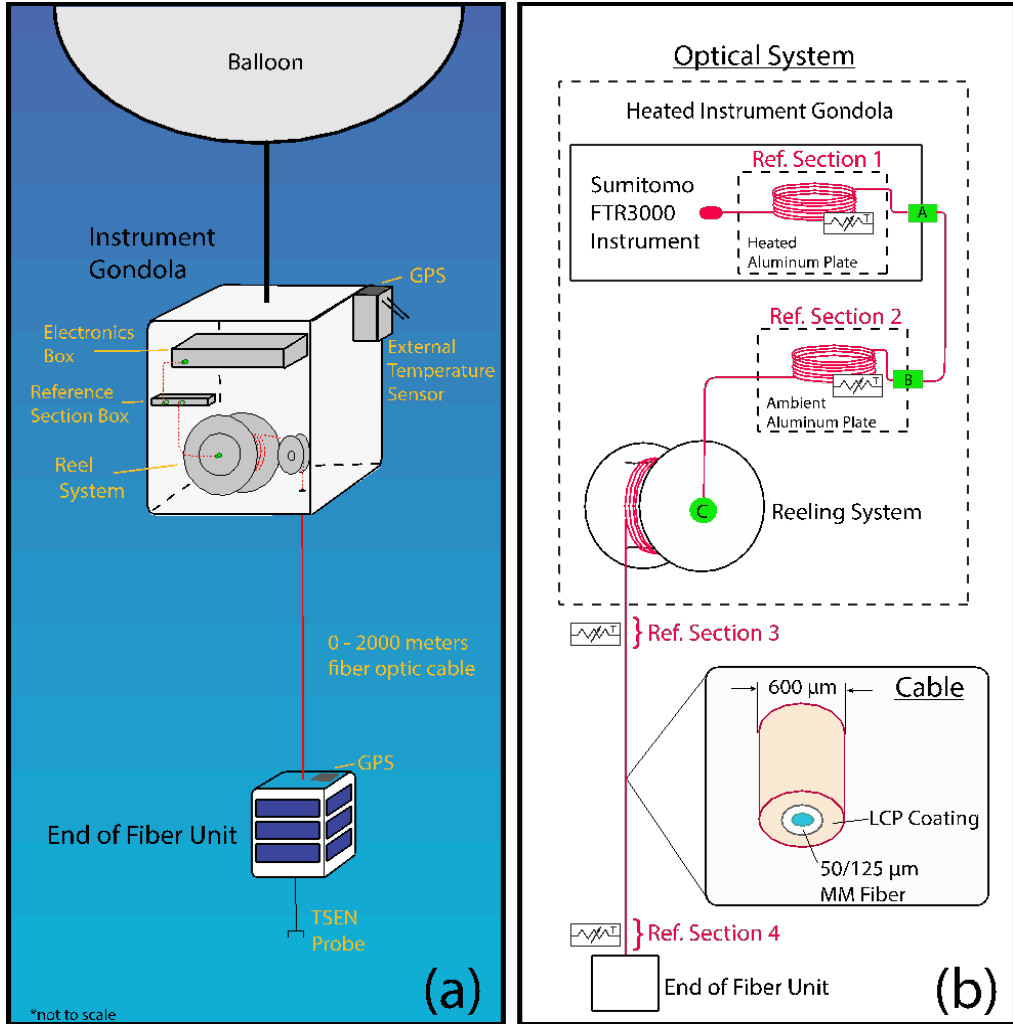 Balloon
Instrument
Gondola
GPS
Electronics
Box
External
Temperature
Sensor
Reference
Section Box
Reel
System
0 - 2000 meters
fiber optic cable
GPS
End of Fiber Unit
TSEN
Probe
(a)
*not to scale
Optical System
Heated Instrument Gondola
Ref. Section 1
Sumitomo
FTR3000
Instrument
T
A
Heated
Aluminum Plate
Ref. Section 2
T
B
Ambient
Aluminum Plate
C
Reeling System
T
Ref. Section 3
600 µm
Cable
LCP Coating
50/125 µm
MM Fiber
T
Ref. Section 4
End of Fiber Unit
(b)